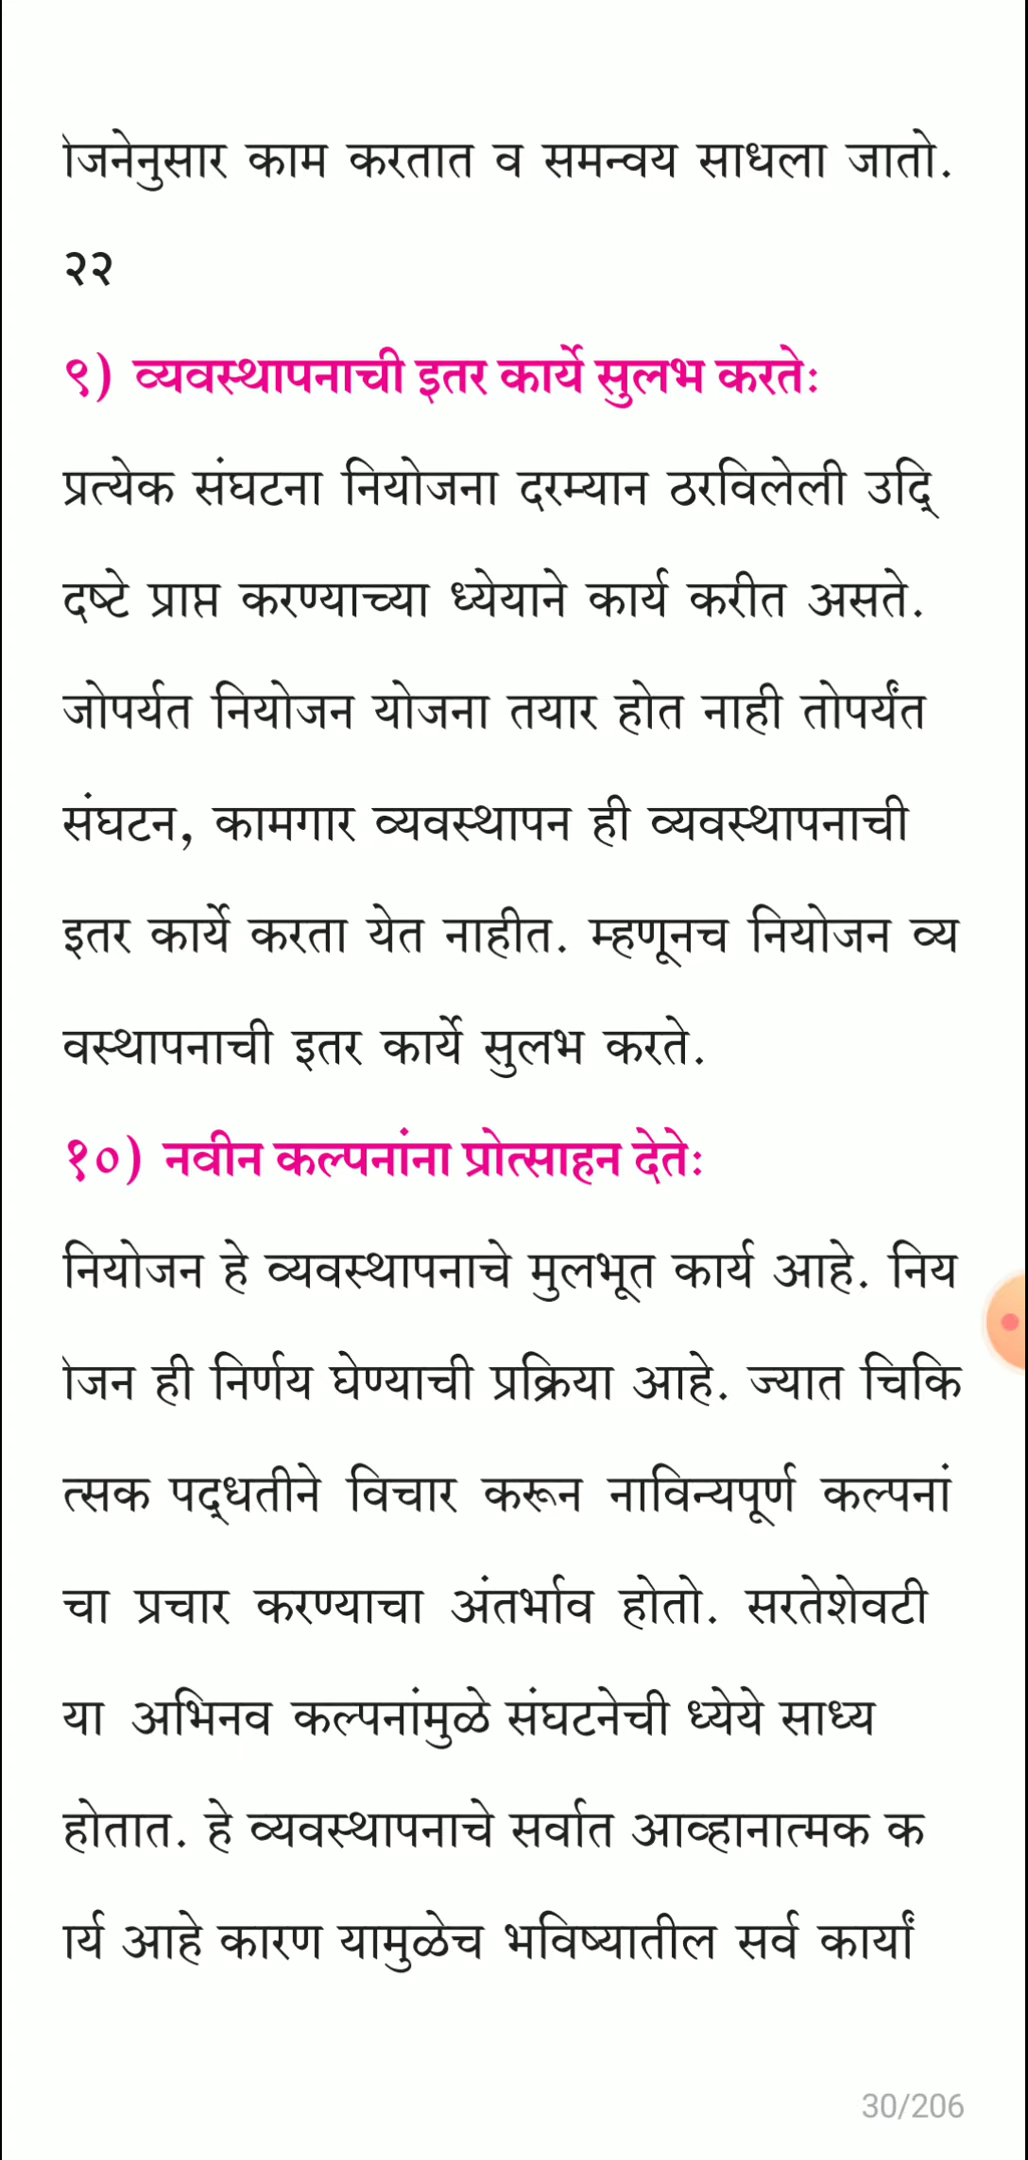 ोजनेनुसार काम करतात व समन्वय साधला जातो.
२२
९) व्यवस्थापनाची इतर कार्ये सुलभ करतेः
प्रत्येक संघटना नियोजना दरम्यान ठरविलेली उद्दि
दष्टे प्राप्त करण्याच्या ध्येयाने कार्य करीत असते.
जोपर्यत नियोजन योजना तयार होत नाही तोपर्यंत
संघटन, कामगार व्यवस्थापन ही व्यवस्थापनाची
इतर कार्ये करता येत नाहीत. म्हणूनच नियोजन व्य
वस्थापनाची इतर कार्ये सुलभ करते.
१०) नवीन कल्पनांना प्रोत्साहन देतेः
नियोजन हे व्यवस्थापनाचे मुलभूत कार्य आहे. निय
ोजन ही निर्णय घेण्याची प्रक्रिया आहे. ज्यात चिकि
त्सक पद्धतीने विचार करून नाविन्यपूर्ण कल्पनां
चा प्रचार करण्याचा अंतर्भाव होतो. सरतेशेवटी
या अभिनव कल्पनांमुळे संघटनेची ध्येये साध्य
होतात. हे व्यवस्थापनाचे सर्वात आव्हानात्मक क
ार्य आहे कारण यामुळेच भविष्यातील सर्व कार्यां
30/206